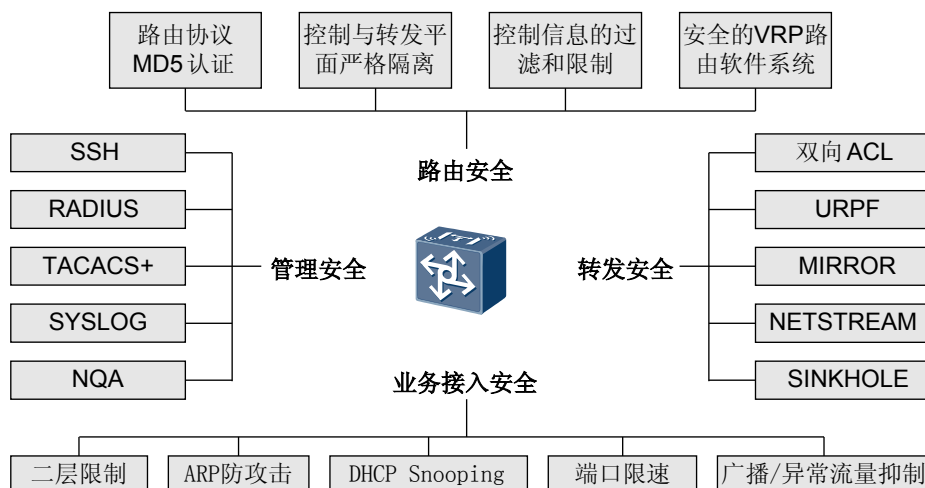 路由协议
MD5认证
控制与转发平
面严格隔离
控制信息的过
滤和限制
安全的VRP路
由软件系统
路由安全
SSH
RADIUS
TACACS+
SYSLOG
NQA
管理安全
转发安全
双向ACL
URPF
MIRROR
NETSTREAM
SINKHOLE
业务接入安全
二层限制
ARP防攻击
DHCP Snooping
端口限速
广播/异常流量抑制